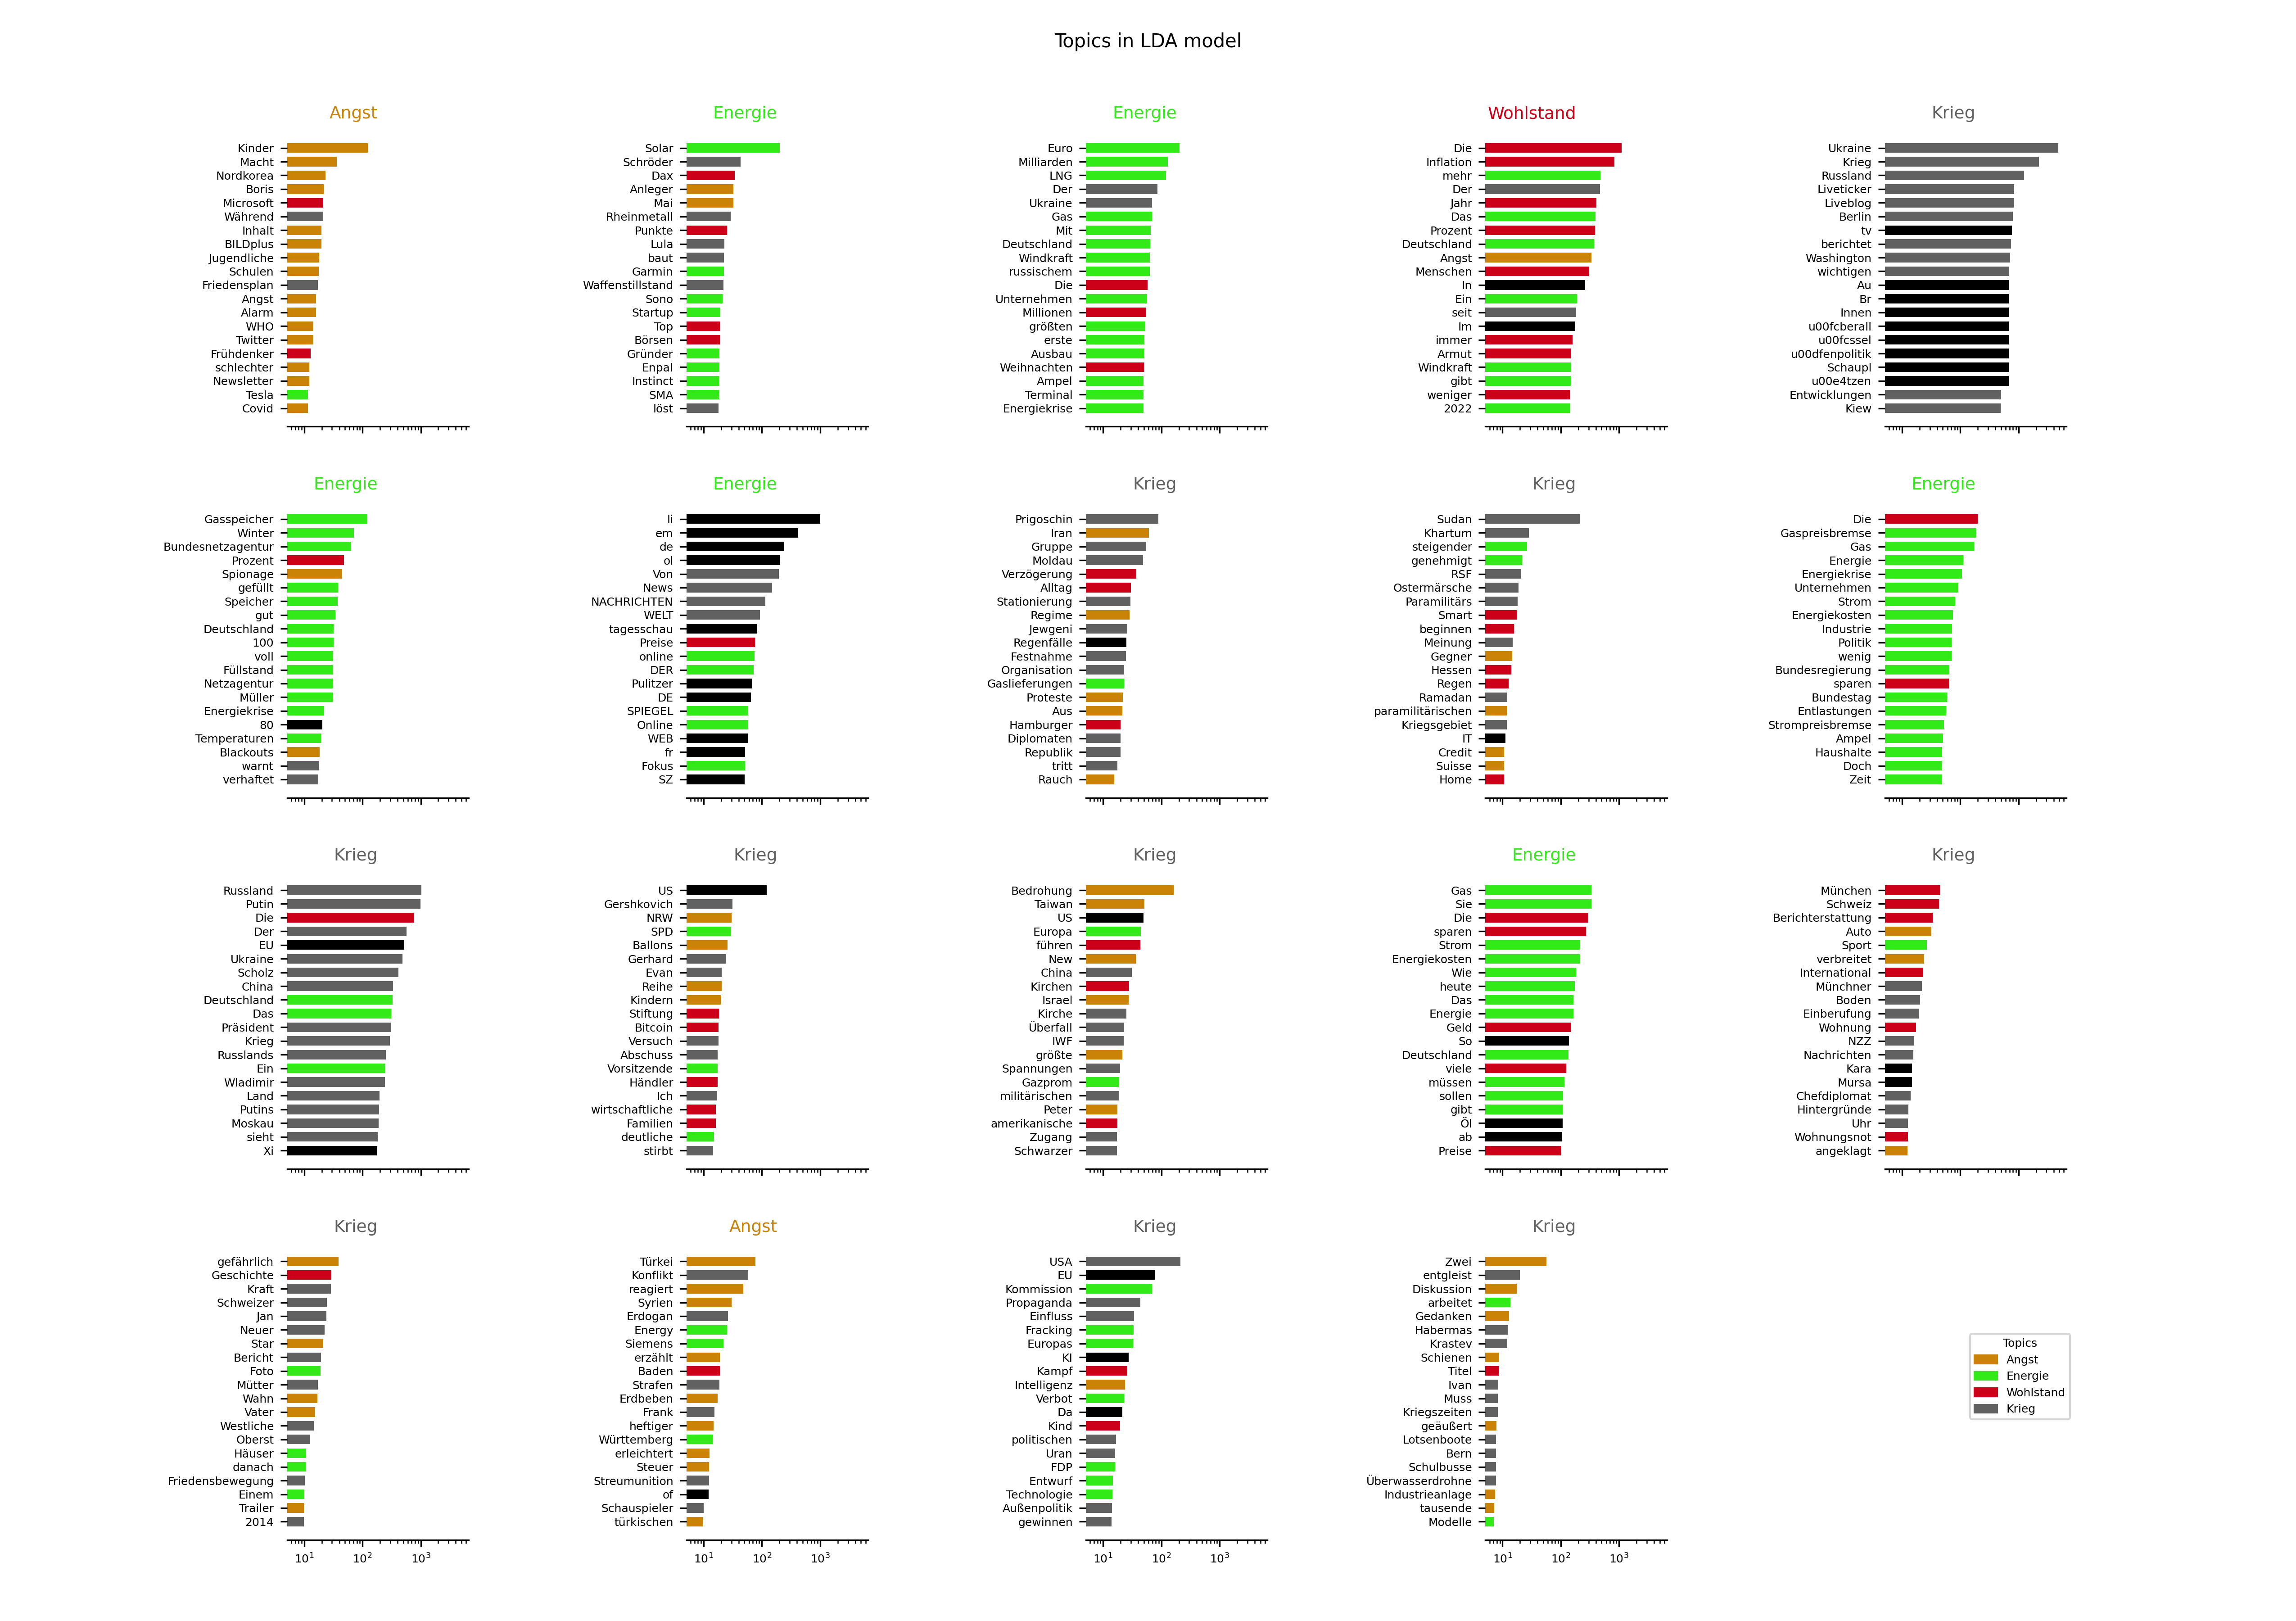 Topics in LDA model
Angst
Kinder
Macht
Nordkorea
Boris
Microsoft
Während
Inhalt
BILDplus
Jugendliche
Schulen
Friedensplan
Angst
Alarm
WHO
Twitter
Frühdenker
schlechter
Newsletter
Tesla
Covid
Energie
Solar
Schröder
Dax
Anleger
Mai
Rheinmetall
Punkte
Lula
baut
Garmin
Waffenstillstand
Sono
Startup
Top
Börsen
Gründer
Enpal
Instinct
SMA
löst
Energie
Euro
Milliarden
LNG
Der
Ukraine
Gas
Mit
Deutschland
Windkraft
russischem
Die
Unternehmen
Millionen
größten
erste
Ausbau
Weihnachten
Ampel
Terminal
Energiekrise
Wohlstand
Die
Inflation
mehr
Der
Jahr
Das
Prozent
Deutschland
Angst
Menschen
In
Ein
seit
Im
immer
Armut
Windkraft
gibt
weniger
2022
Krieg
Ukraine
Krieg
Russland
Liveticker
Liveblog
Berlin
tv
berichtet
Washington
wichtigen
Au
Br
Innen
u00fcberall
u00fcssel
u00dfenpolitik
Schaupl
u00e4tzen
Entwicklungen
Kiew
Energie
Gasspeicher
Winter
Bundesnetzagentur
Prozent
Spionage
gefüllt
Speicher
gut
Deutschland
100
voll
Füllstand
Netzagentur
Müller
Energiekrise
80
Temperaturen
Blackouts
warnt
verhaftet
Energie
li
em
de
ol
Von
News
NACHRICHTEN
WELT
tagesschau
Preise
online
DER
Pulitzer
DE
SPIEGEL
Online
WEB
fr
Fokus
SZ
Krieg
Prigoschin
Iran
Gruppe
Moldau
Verzögerung
Alltag
Stationierung
Regime
Jewgeni
Regenfälle
Festnahme
Organisation
Gaslieferungen
Proteste
Aus
Hamburger
Diplomaten
Republik
tritt
Rauch
Krieg
Sudan
Khartum
steigender
genehmigt
RSF
Ostermärsche
Paramilitärs
Smart
beginnen
Meinung
Gegner
Hessen
Regen
Ramadan
paramilitärischen
Kriegsgebiet
IT
Credit
Suisse
Home
Energie
Die
Gaspreisbremse
Gas
Energie
Energiekrise
Unternehmen
Strom
Energiekosten
Industrie
Politik
wenig
Bundesregierung
sparen
Bundestag
Entlastungen
Strompreisbremse
Ampel
Haushalte
Doch
Zeit
Krieg
Russland
Putin
Die
Der
EU
Ukraine
Scholz
China
Deutschland
Das
Präsident
Krieg
Russlands
Ein
Wladimir
Land
Putins
Moskau
sieht
Xi
Krieg
US
Gershkovich
NRW
SPD
Ballons
Gerhard
Evan
Reihe
Kindern
Stiftung
Bitcoin
Versuch
Abschuss
Vorsitzende
Händler
Ich
wirtschaftliche
Familien
deutliche
stirbt
Krieg
Bedrohung
Taiwan
US
Europa
führen
New
China
Kirchen
Israel
Kirche
Überfall
IWF
größte
Spannungen
Gazprom
militärischen
Peter
amerikanische
Zugang
Schwarzer
Energie
Gas
Sie
Die
sparen
Strom
Energiekosten
Wie
heute
Das
Energie
Geld
So
Deutschland
viele
müssen
sollen
gibt
Öl
ab
Preise
Krieg
München
Schweiz
Berichterstattung
Auto
Sport
verbreitet
International
Münchner
Boden
Einberufung
Wohnung
NZZ
Nachrichten
Kara
Mursa
Chefdiplomat
Hintergründe
Uhr
Wohnungsnot
angeklagt
Krieg
gefährlich
Geschichte
Kraft
Schweizer
Jan
Neuer
Star
Bericht
Foto
Mütter
Wahn
Vater
Westliche
Oberst
Häuser
danach
Friedensbewegung
Einem
Trailer
2014
10¹ 10² 10³
Angst
Türkei
Konflikt
reagiert
Syrien
Erdogan
Energy
Siemens
erzählt
Baden
Strafen
Erdbeben
Frank
heftiger
Württemberg
erleichtert
Steuer
Streumunition
of
Schauspieler
türkischen
10¹ 10² 10³
Krieg
USA
EU
Kommission
Propaganda
Einfluss
Fracking
Europas
KI
Kampf
Intelligenz
Verbot
Da
Kind
politischen
Uran
FDP
Entwurf
Technologie
Außenpolitik
gewinnen
10¹ 10² 10³
Krieg
Zwei
entgleist
Diskussion
arbeitet
Gedanken
Habermas
Krastev
Schienen
Titel
Ivan
Muss
Kriegszeiten
geäußert
Lotsenboote
Bern
Schulbusse
Überwasserdrohne
Industrieanlage
tausende
Modelle
10¹ 10² 10³
Topics
Angst
Energie
Wohlstand
Krieg